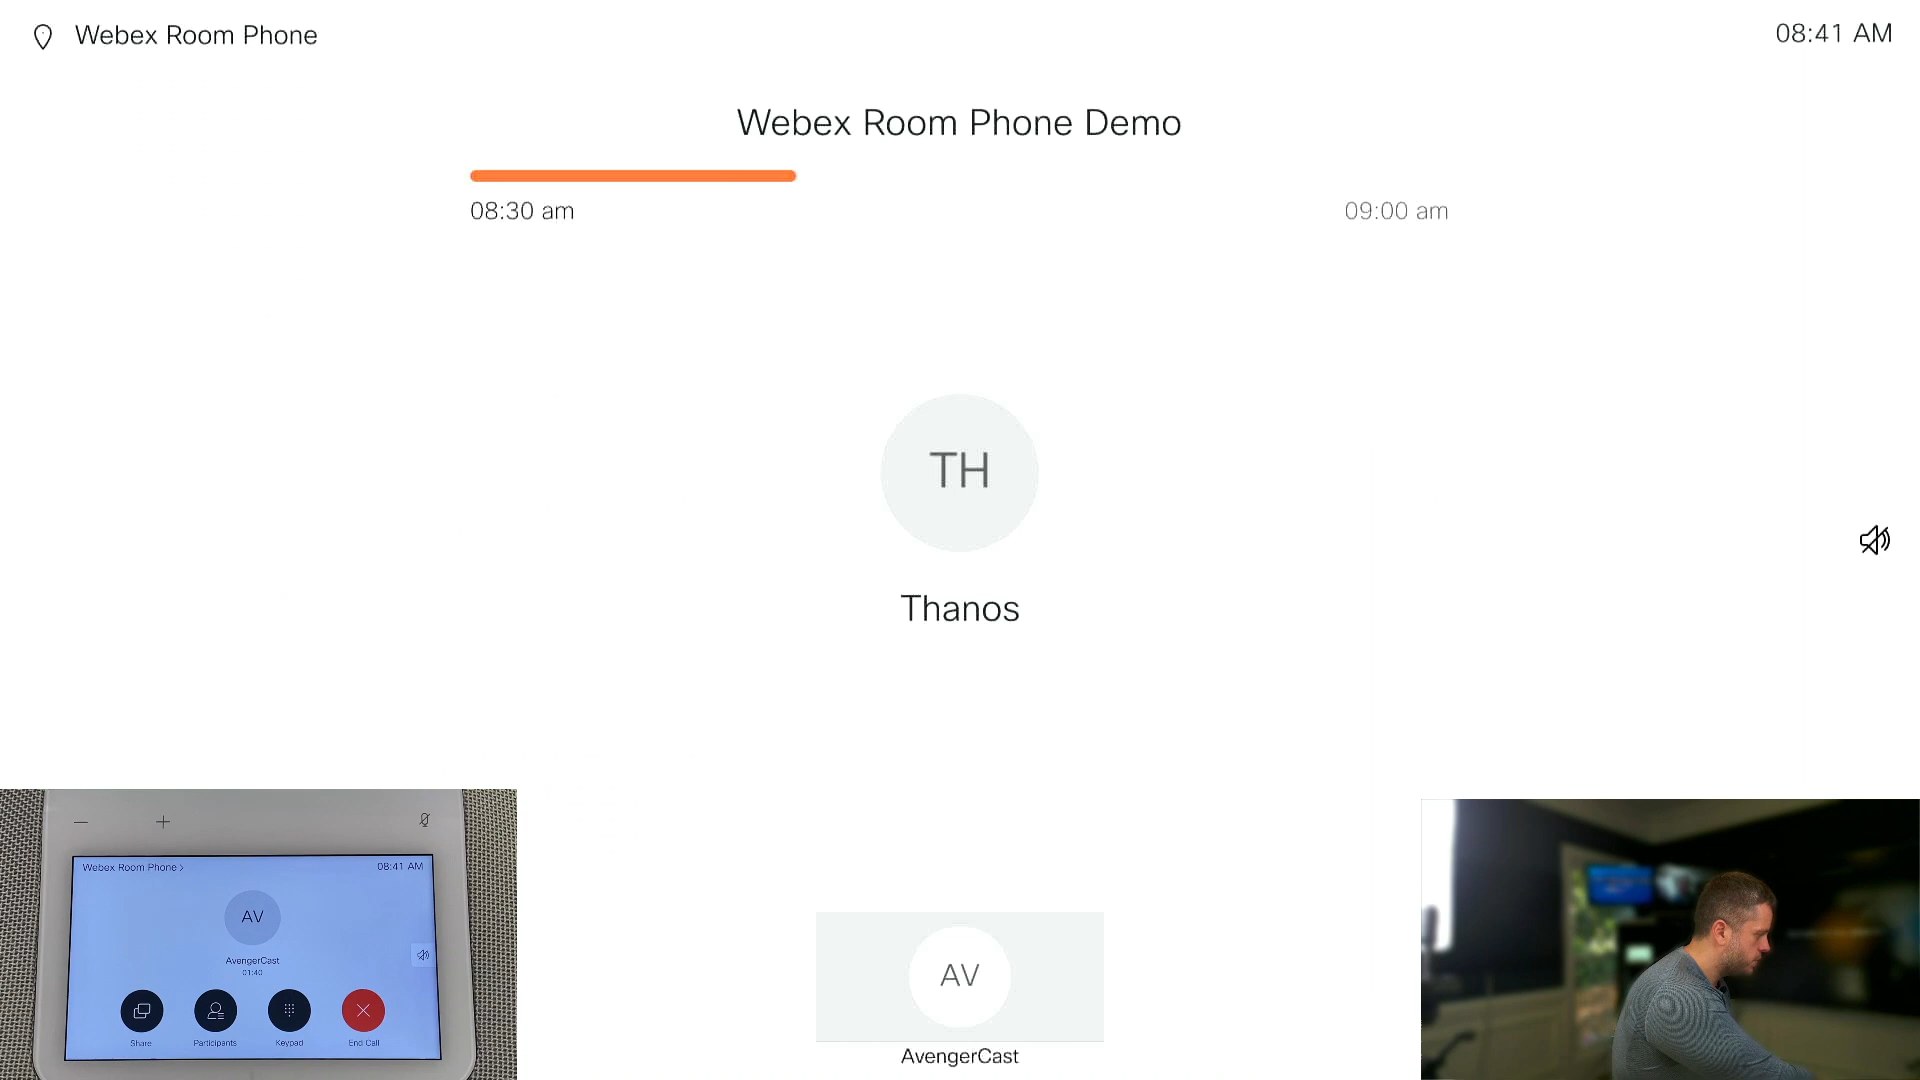 Webex Room Phone
08:41 AM
Webex Room Phone Demo
08:30 am
09:00 am
TH
Thanos
Webex Room Phone >
08:41 AM
AV
AvengerCast
01:40
Share
Participants
Keypad
End Call
AV
AvengerCast